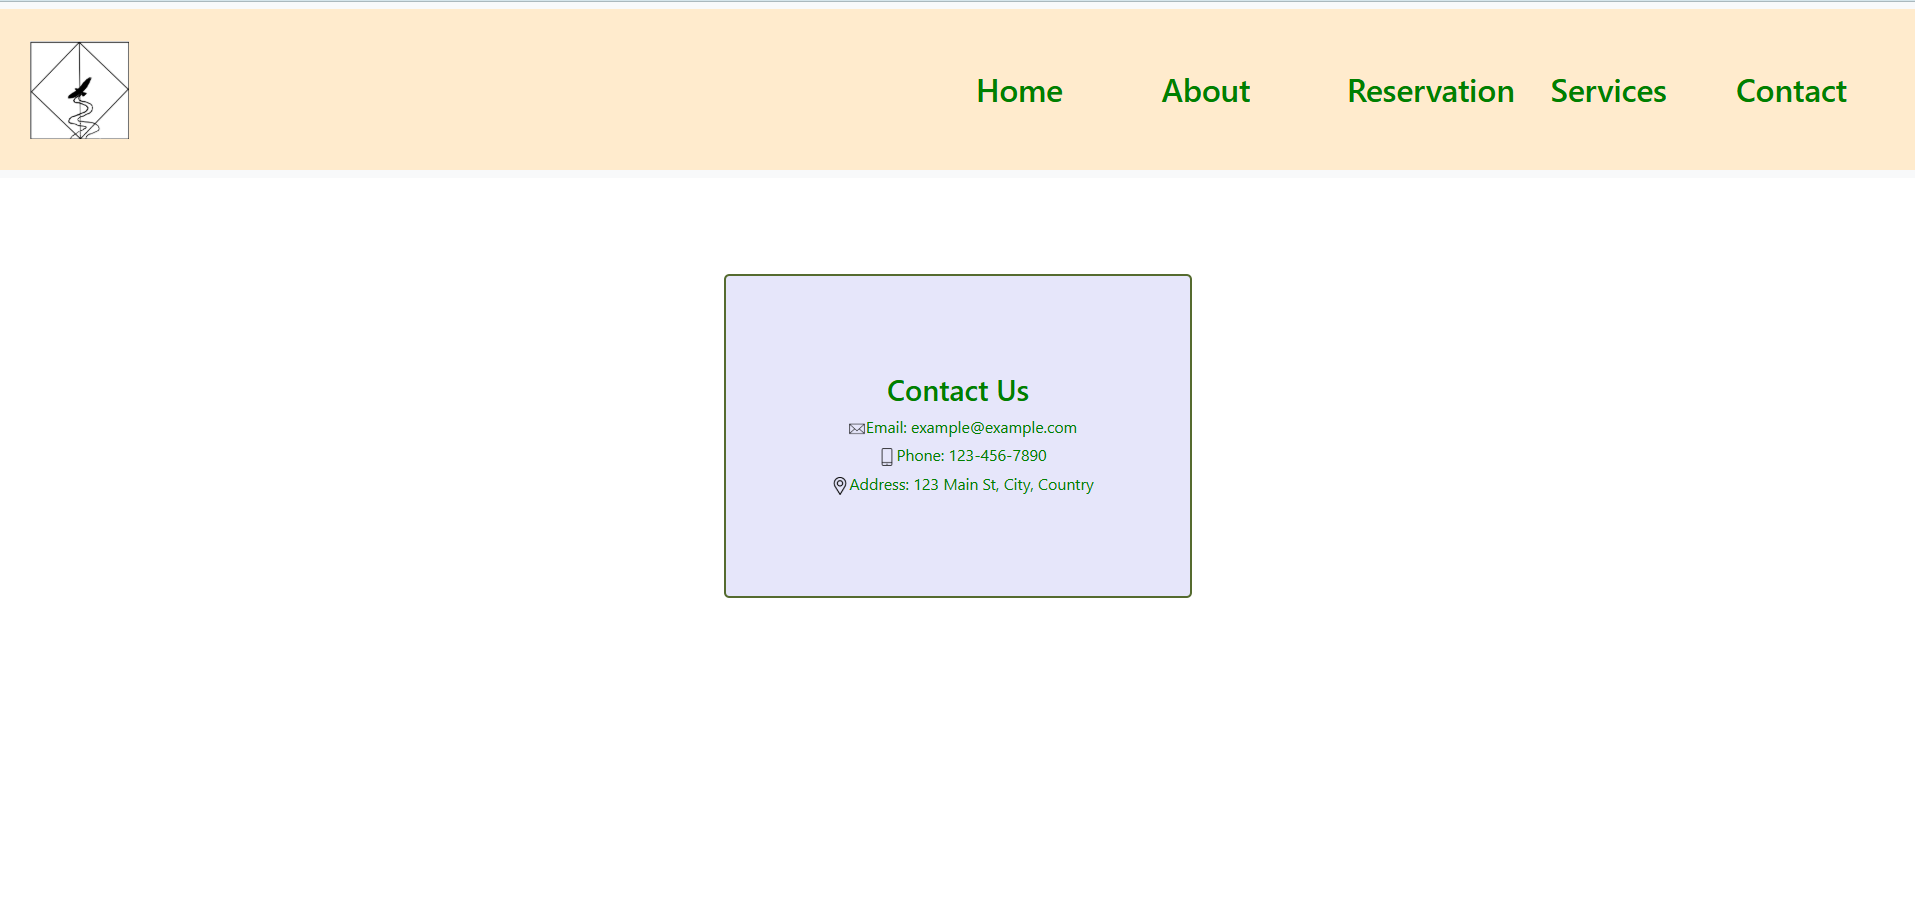 Home About Reservation Services Contact
Contact Us
Email: example@example.com
Phone: 123-456-7890
Address: 123 Main St, City, Country